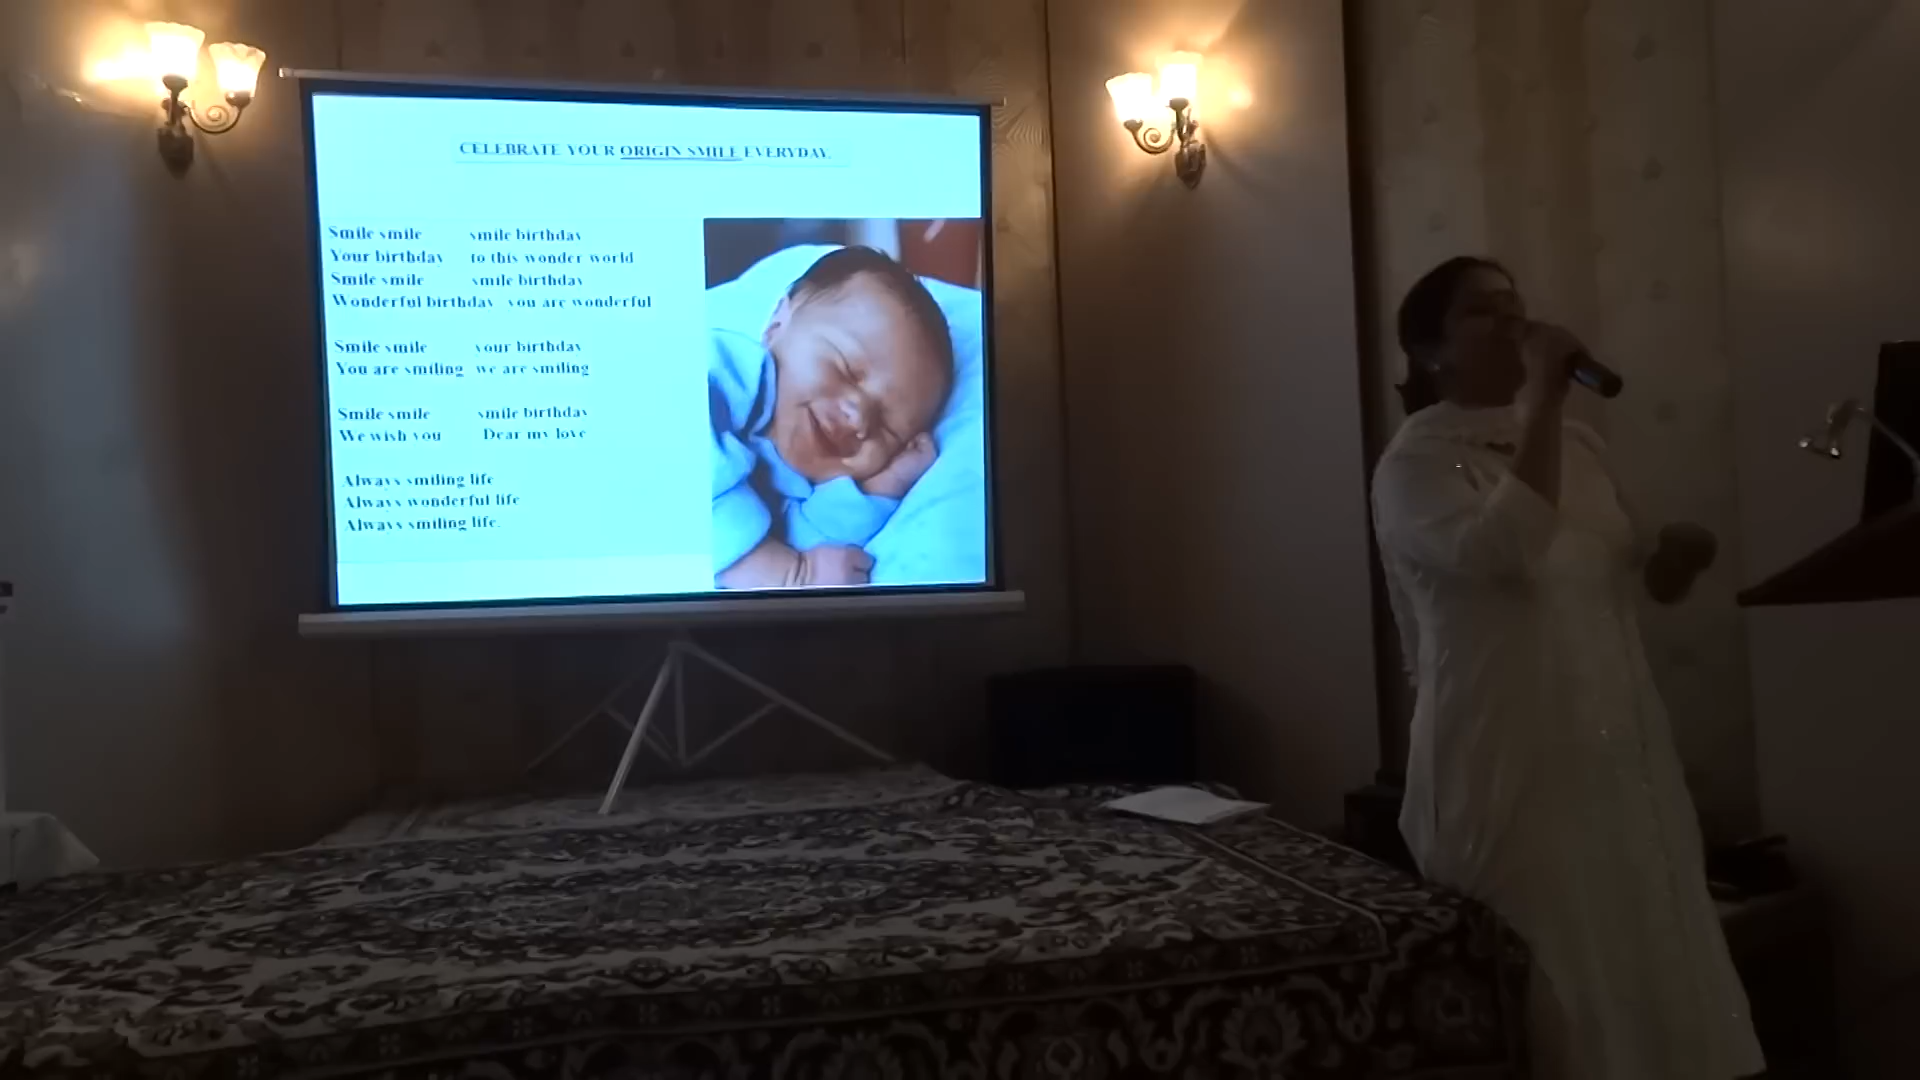 CELEBRATE YOUR ORIGIN SMILE EVERYDAY.
Smile smile smile birthday
Your birthday to this wonder world
Smile smile smile birthday
Wonderful birthday you are wonderful
Smile smile your birthday
You are smiling we are smiling
Smile smile smile birthday
We wish you Dear my love
Always smiling life
Always wonderful life
Always smiling life.